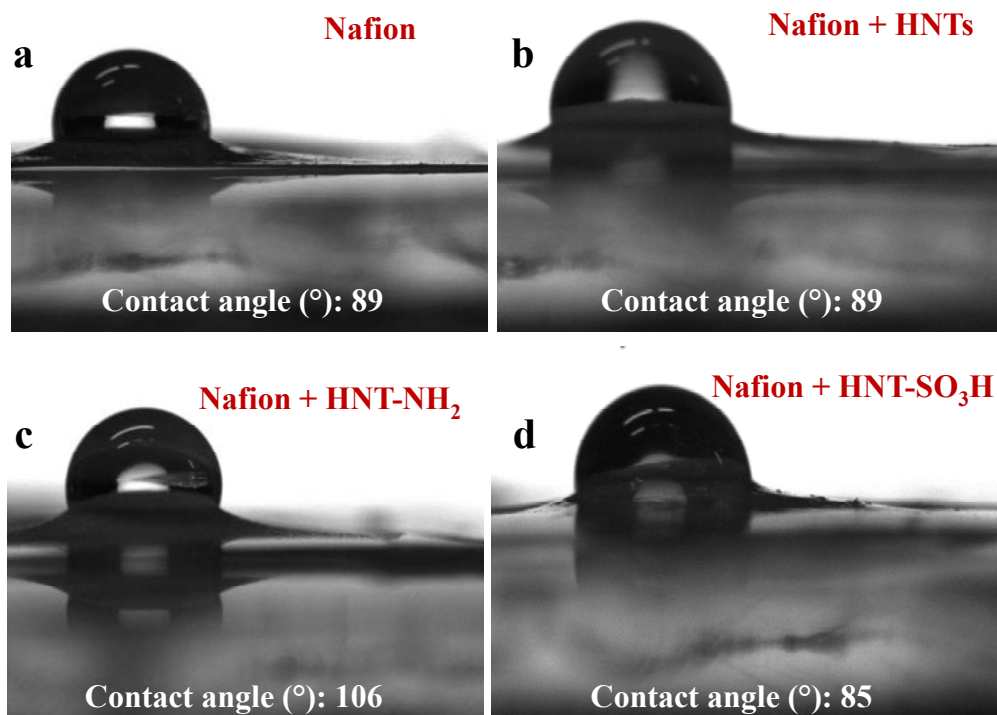 a
Nafion
Contact angle (°): 89
b
Nafion + HNTs
Contact angle (°): 89
c
Nafion + HNT-NH₂
Contact angle (°): 106
d
Nafion + HNT-SO₃H
Contact angle (°): 85